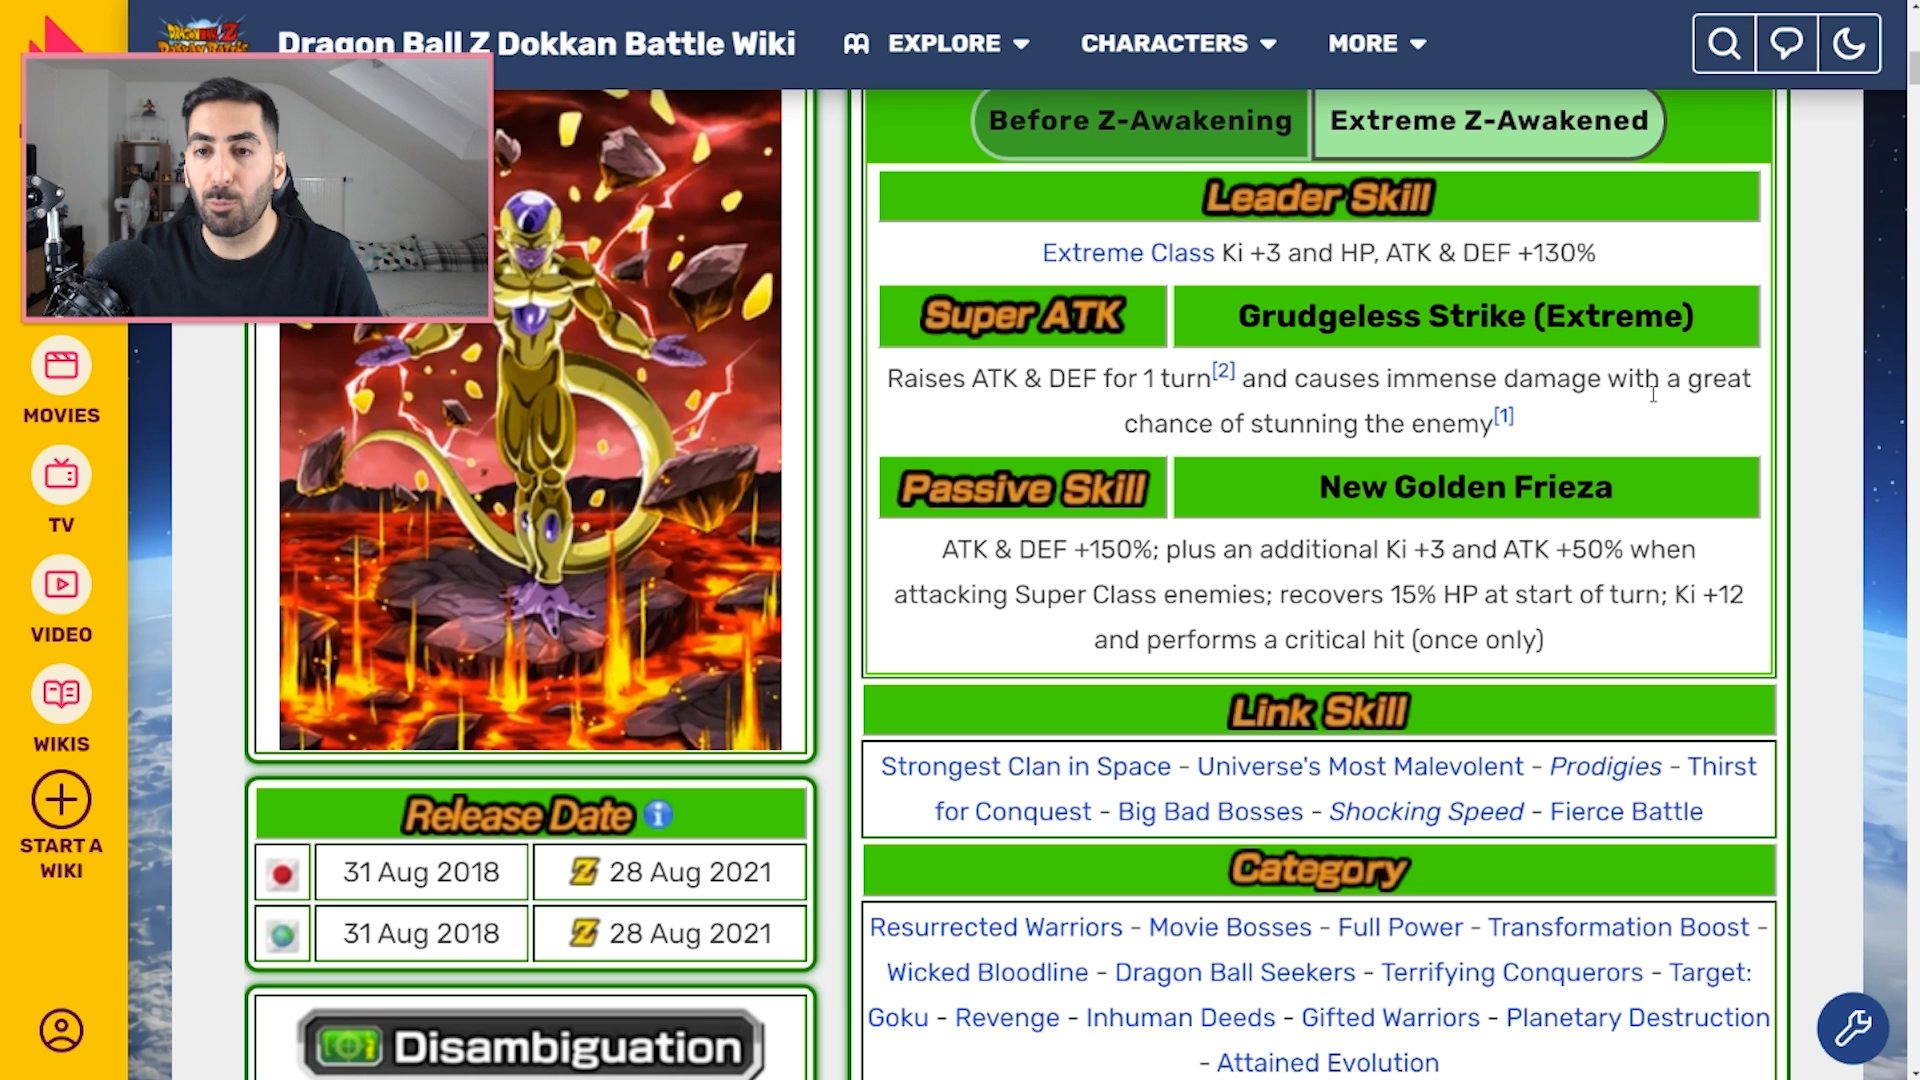 Dragon Ball Z Dokkan Battle Wiki
EXPLORE
CHARACTERS
MORE
Before Z-Awakening
Extreme Z-Awakened
Leader Skill
Extreme Class Ki +3 and HP, ATK & DEF +130%
Super ATK
Grudgeless Strike (Extreme)
Raises ATK & DEF for 1 turn[2] and causes immense damage with a great
chance of stunning the enemy[1]
Passive Skill
New Golden Frieza
ATK & DEF +150%; plus an additional Ki +3 and ATK +50% when
attacking Super Class enemies; recovers 15% HP at start of turn; Ki +12
and performs a critical hit (once only)
Link Skill
Strongest Clan in Space - Universe's Most Malevolent - Prodigies - Thirst
for Conquest - Big Bad Bosses - Shocking Speed - Fierce Battle
Category
Resurrected Warriors - Movie Bosses - Full Power - Transformation Boost -
Wicked Bloodline - Dragon Ball Seekers - Terrifying Conquerors - Target:
Goku - Revenge - Inhuman Deeds - Gifted Warriors - Planetary Destruction
- Attained Evolution
MOVIES
TV
VIDEO
WIKIS
START A
WIKI
Release Date
31 Aug 2018
Z 28 Aug 2021
31 Aug 2018
Z 28 Aug 2021
Disambiguation